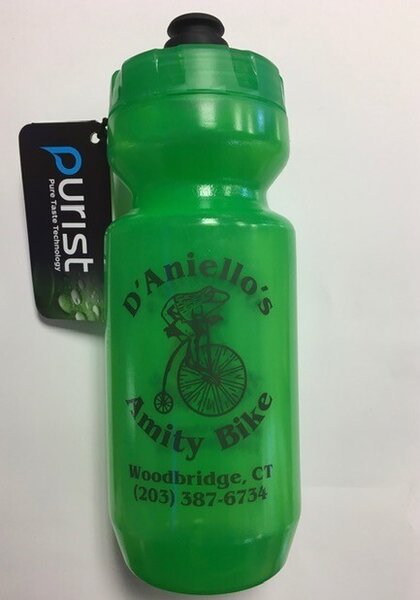 Purist
Pure Taste Technology
D'Aniello's
Amity Bike
Woodbridge, CT
(203) 387-6734